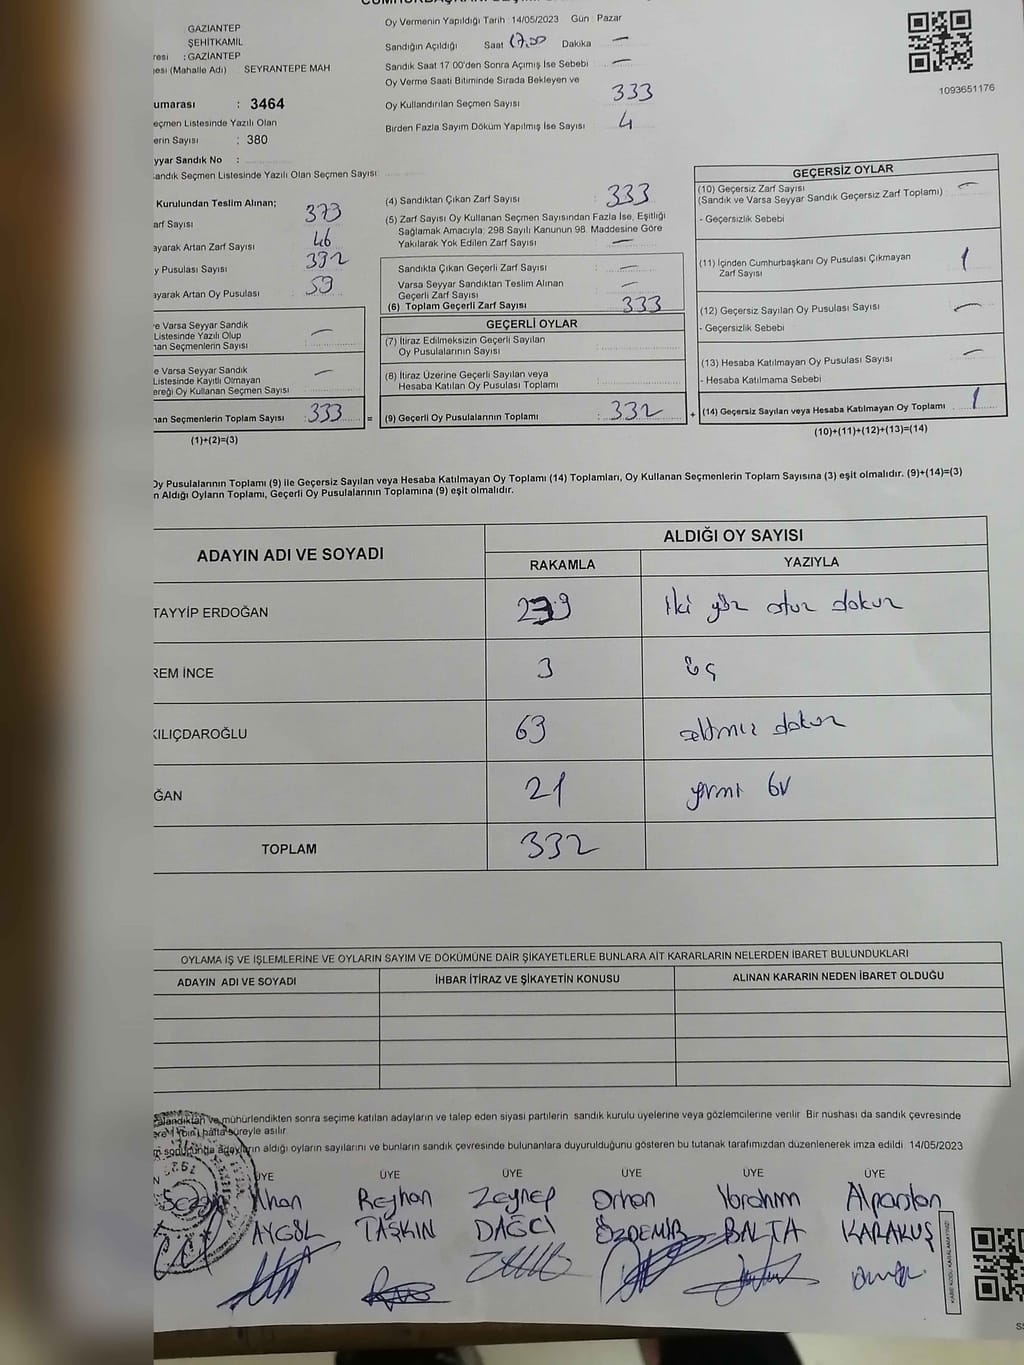 GAZİANTEP
ŞEHİTKAMİL
resi : GAZİANTEP
esi (Mahalle Adı) SEYRANTEPE MAH
umarası : 3464
eçmen Listesinde Yazılı Olan
erin Sayısı : 380
yyar Sandık No :
andık Seçmen Listesinde Yazılı Olan Seçmen Sayısı
Oy Vermenin Yapıldığı Tarih 14/05/2023 Gün Pazar
Sandığın Açıldığı Saat 17.00 Dakika —
Sandık Saat 17 00'den Sonra Açımış İse Sebebi —
Oy Verme Saati Bitiminde Sırada Bekleyen ve
Oy Kullandırılan Seçmen Sayısı : 333
Birden Fazla Sayım Döküm Yapılmış İse Sayısı : 4
1093651176
Kurulundan Teslim Alınan;
arf Sayısı : 373
ayarak Artan Zarf Sayısı : 46
y Pusulası Sayısı : 392
ayarak Artan Oy Pusulası : 59
e Varsa Seyyar Sandık
Listesinde Yazılı Olup
nan Seçmenlerin Sayısı : —
e Varsa Seyyar Sandık
Listesinde Kayıtlı Olmayan
ereği Oy Kullanan Seçmen Sayısı : —
nan Seçmenlerin Toplam Sayısı : 333 =
(1)+(2)=(3)
(4) Sandıktan Çıkan Zarf Sayısı : 333
(5) Zarf Sayısı Oy Kullanan Seçmen Sayısından Fazla İse, Eşitliği
Sağlamak Amacıyla; 298 Sayılı Kanunun 98. Maddesine Göre
Yakılarak Yok Edilen Zarf Sayısı : —
Sandıkta Çıkan Geçerli Zarf Sayısı : —
Varsa Seyyar Sandıktan Teslim Alınan
Geçerli Zarf Sayısı : —
(6) Toplam Geçerli Zarf Sayısı : 333
GEÇERLİ OYLAR
(7) İtiraz Edilmeksizin Geçerli Sayılan
Oy Pusulalarının Sayısı :
(8) İtiraz Üzerine Geçerli Sayılan veya
Hesaba Katılan Oy Pusulası Toplamı :
(9) Geçerli Oy Pusulalarının Toplamı : 332 +
GEÇERSİZ OYLAR
(10) Geçersiz Zarf Sayısı : —
(Sandık ve Varsa Seyyar Sandık Geçersiz Zarf Toplamı)
- Geçersizlik Sebebi
(11) İçinden Cumhurbaşkanı Oy Pusulası Çıkmayan : 1
Zarf Sayısı
(12) Geçersiz Sayılan Oy Pusulası Sayısı : —
- Geçersizlik Sebebi
(13) Hesaba Katılmayan Oy Pusulası Sayısı : —
- Hesaba Katılmama Sebebi
(14) Geçersiz Sayılan veya Hesaba Katılmayan Oy Toplamı : 1
(10)+(11)+(12)+(13)=(14)
Oy Pusulalarının Toplamı (9) ile Geçersiz Sayılan veya Hesaba Katılmayan Oy Toplamı (14) Toplamları, Oy Kullanan Seçmenlerin Toplam Sayısına (3) eşit olmalıdır. (9)+(14)=(3)
n Aldığı Oyların Toplamı, Geçerli Oy Pusulalarının Toplamına (9) eşit olmalıdır.
ADAYIN ADI VE SOYADI
ALDIĞI OY SAYISI
RAKAMLA YAZIYLA
TAYYİP ERDOĞAN iki yüz otuz dokuz
REM İNCE 3 üç
KILIÇDAROĞLU 69 altmış dokuz
ĞAN 21 yirmi bir
TOPLAM 332
OYLAMA İŞ VE İŞLEMLERİNE VE OYLARIN SAYIM VE DÖKÜMÜNE DAİR ŞİKAYETLERLE BUNLARA AİT KARARLARIN NELERDEN İBARET BULUNDUKLARI
ADAYIN ADI VE SOYADI İHBAR İTİRAZ VE ŞİKAYETİN KONUSU ALINAN KARARIN NEDEN İBARET OLDUĞU
alandıktan ve mühürlendikten sonra seçime katılan adayların ve talep eden siyasi partilerin sandık kurulu üyelerine veya gözlemcilerine verilir Bir nüshası da sandık çevresinde
ere 1 (bir) hafta süreyle asılır.
m sonucunda adayların aldığı oyların sayılarını ve bunların sandık çevresinde bulunanlara duyurulduğunu gösteren bu tutanak tarafımızdan düzenlenerek imza edildi 14/05/2023
ÜYE ÜYE ÜYE ÜYE ÜYE ÜYE
Sezgin İlhan Reyhan Zeynep Orhan İbrahim Alparslan
AYGÜL TAŞKIN DAĞCI ÖZDEMİR BALTA KARAKUŞ